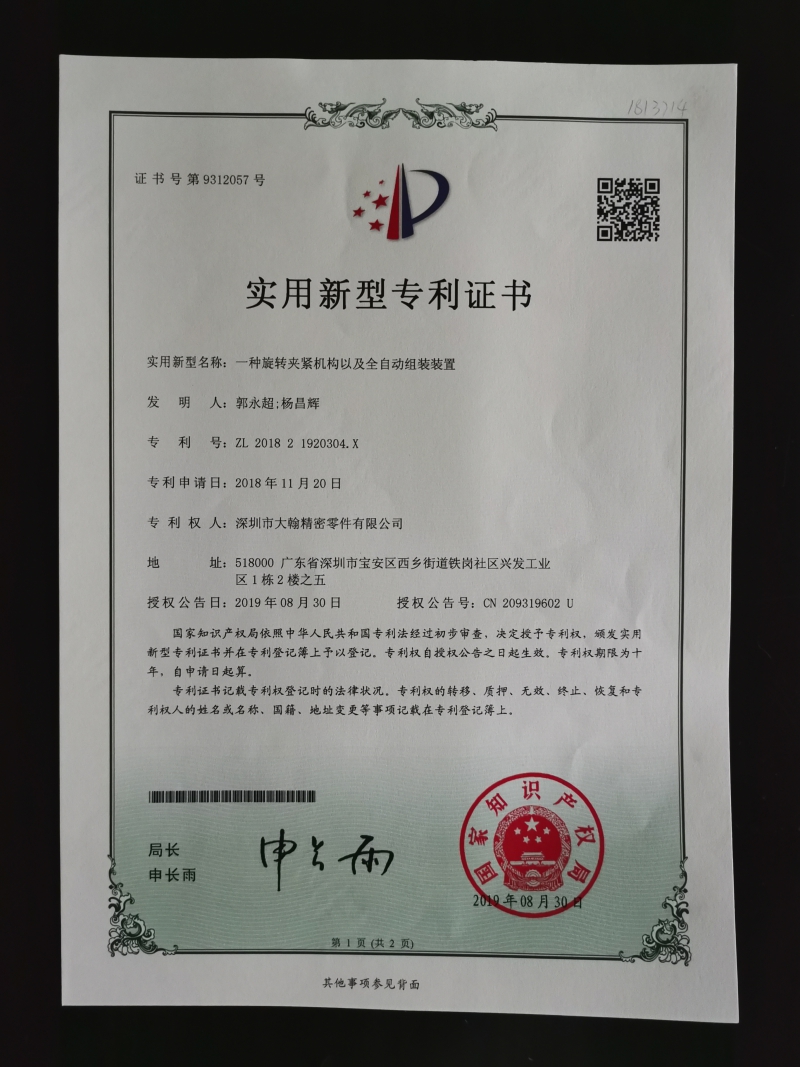 1813714
证书号第9312057号
实用新型专利证书
实用新型名称：一种旋转夹紧机构以及全自动组装装置
发明人：郭永超;杨昌辉
专利号：ZL 2018 2 1920304.X
专利申请日：2018年11月20日
专利权人：深圳市大翰精密零件有限公司
地址：518000 广东省深圳市宝安区西乡街道铁岗社区兴发工业
区1栋2楼之五
授权公告日：2019年08月30日 授权公告号：CN 209319602 U
国家知识产权局依照中华人民共和国专利法经过初步审查，决定授予专利权，颁发实用
新型专利证书并在专利登记簿上予以登记。专利权自授权公告之日起生效。专利权期限为十
年，自申请日起算。
专利证书记载专利权登记时的法律状况。专利权的转移、质押、无效、终止、恢复和专
利权人的姓名或名称、国籍、地址变更等事项记载在专利登记簿上。
局长
申长雨
申长雨
国家知识产权局
2019年08月30日
第 1 页 (共 2 页)
其他事项参见背面